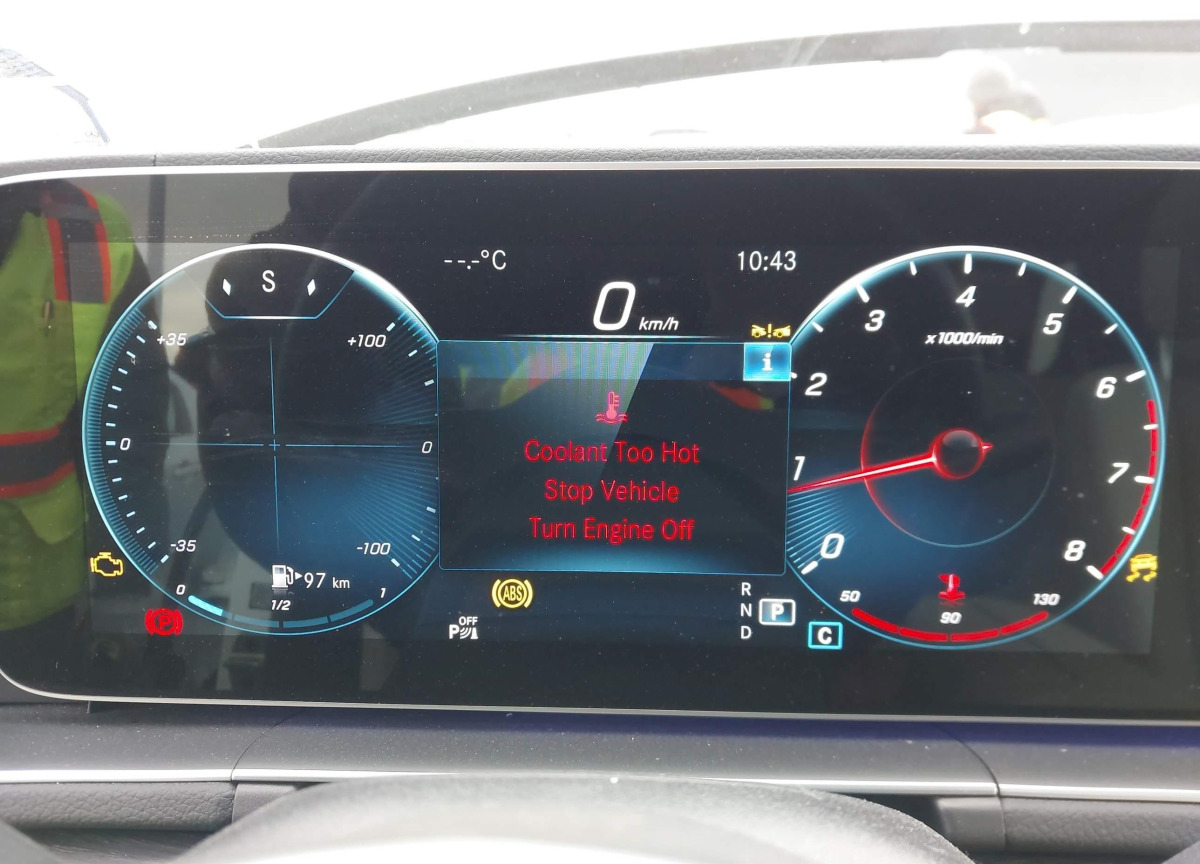 --.-°C
10:43
S
0 km/h
+35
+100
0
0
-35
-100
i
Coolant Too Hot
Stop Vehicle
Turn Engine Off
97 km
0
1/2
1
P
ABS
OFF
P
R
N
P
D
C
x1000/min
0
1
2
3
4
5
6
7
8
50
90
130